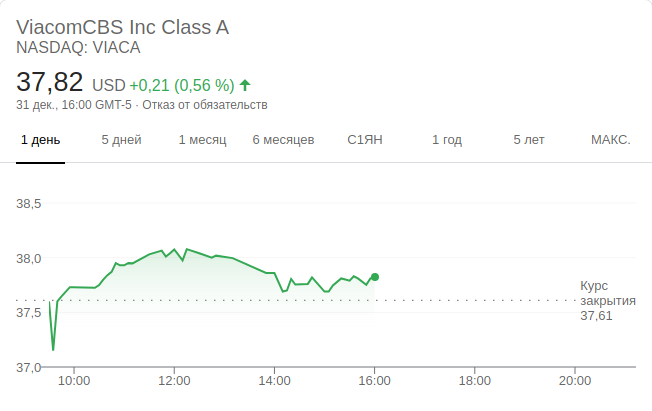 ViacomCBS Inc Class A
NASDAQ: VIACA
37,82 USD +0,21 (0,56 %)
31 дек., 16:00 GMT-5 · Отказ от обязательств
1 день 5 дней 1 месяц 6 месяцев С1ЯН 1 год 5 лет МАКС.
38,5
38,0
37,5
37,0
Курс
закрытия
37,61
10:00 12:00 14:00 16:00 18:00 20:00